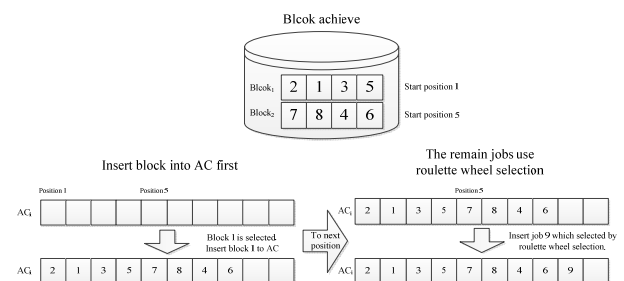 Blcok achieve
Blcok₁ 2 1 3 5 Start position 1
Block₂ 7 8 4 6 Start position 5
Insert block into AC first
Position 1 Position 5
ACᵢ
Block 1 is selected.
Insert block 1 to AC
ACᵢ 2 1 3 5 7 8 4 6
To next
position
The remain jobs use
roulette wheel selection
Position 5
ACᵢ 2 1 3 5 7 8 4 6
Insert job 9 which selected by
roulette wheel selection.
ACᵢ 2 1 3 5 7 8 4 6 9